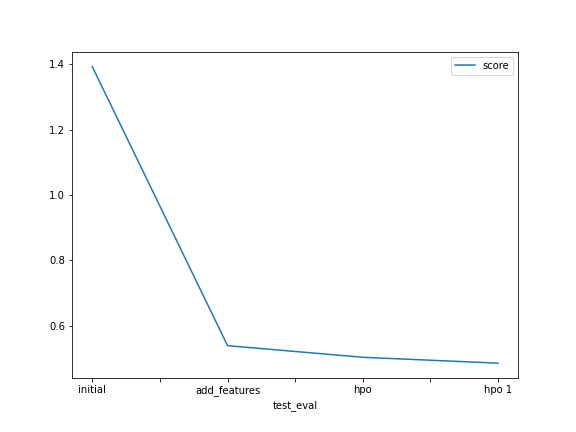 score
1.4
1.2
1.0
0.8
0.6
initial add_features hpo hpo 1
test_eval